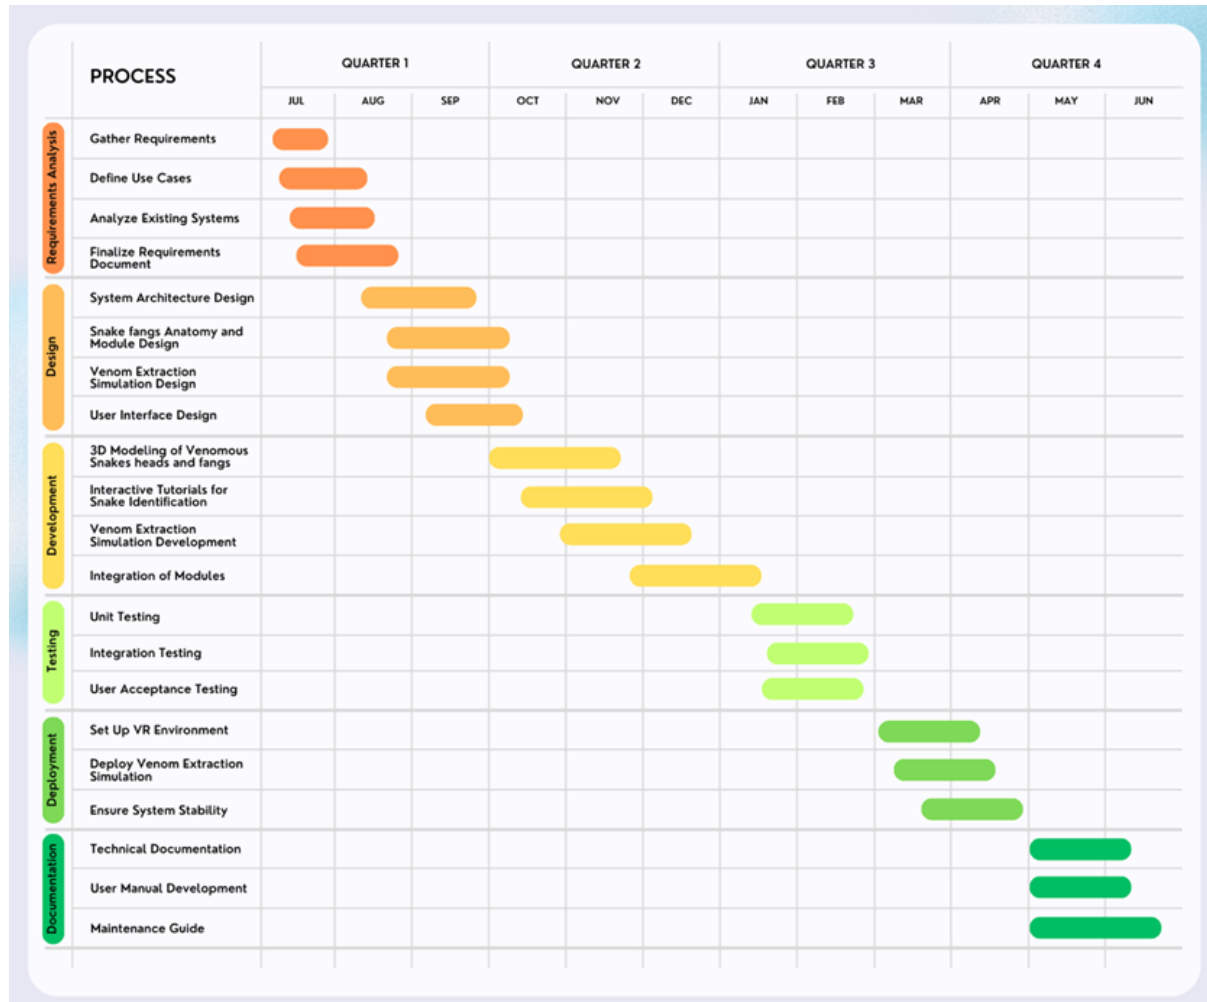 PROCESS
QUARTER 1
QUARTER 2
QUARTER 3
QUARTER 4
JUL
AUG
SEP
OCT
NOV
DEC
JAN
FEB
MAR
APR
MAY
JUN
Requirements Analysis
Gather Requirements
Define Use Cases
Analyze Existing Systems
Finalize Requirements
Document
Design
System Architecture Design
Snake fangs Anatomy and
Module Design
Venom Extraction
Simulation Design
User Interface Design
Development
3D Modeling of Venomous
Snakes heads and fangs
Interactive Tutorials for
Snake Identification
Venom Extraction
Simulation Development
Integration of Modules
Testing
Unit Testing
Integration Testing
User Acceptance Testing
Deployment
Set Up VR Environment
Deploy Venom Extraction
Simulation
Ensure System Stability
Documentation
Technical Documentation
User Manual Development
Maintenance Guide